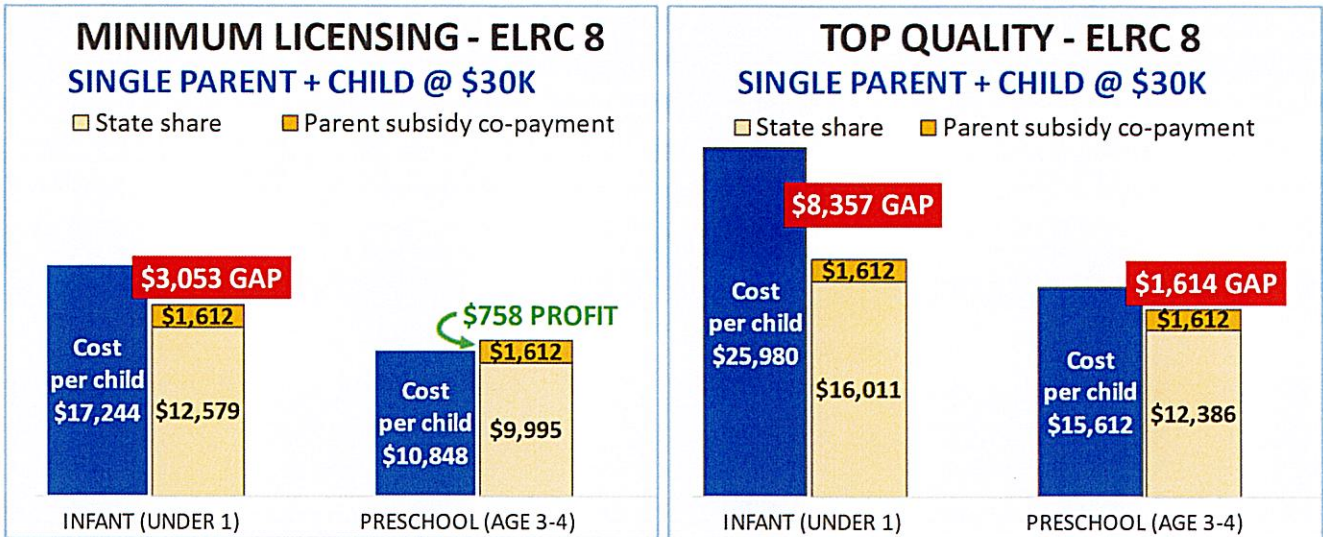 MINIMUM LICENSING - ELRC 8
SINGLE PARENT + CHILD @ $30K
State share
Parent subsidy co-payment
$3,053 GAP
$1,612
Cost
per child
$17,244
$12,579
$758 PROFIT
$1,612
Cost
per child
$10,848
$9,995
INFANT (UNDER 1)
PRESCHOOL (AGE 3-4)
TOP QUALITY - ELRC 8
SINGLE PARENT + CHILD @ $30K
State share
Parent subsidy co-payment
$8,357 GAP
$1,612
Cost
per child
$25,980
$16,011
$1,614 GAP
$1,612
Cost
per child
$15,612
$12,386
INFANT (UNDER 1)
PRESCHOOL (AGE 3-4)